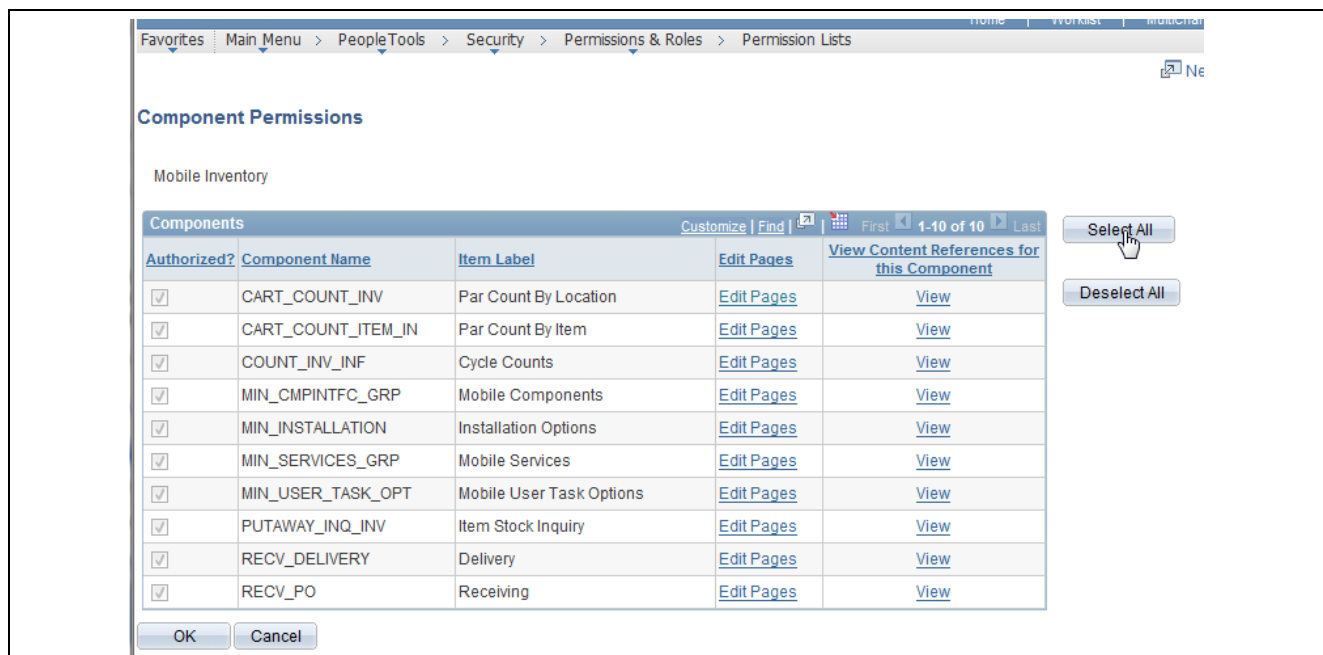 Home | Worklist | MultiChan
Favorites Main Menu > PeopleTools > Security > Permissions & Roles > Permission Lists
Ne
Component Permissions
Mobile Inventory
Components Customize | Find | | First 1-10 of 10 Last
Select All
Authorized? Component Name Item Label Edit Pages View Content References for this Component
Deselect All
CART_COUNT_INV Par Count By Location Edit Pages View
CART_COUNT_ITEM_IN Par Count By Item Edit Pages View
COUNT_INV_INF Cycle Counts Edit Pages View
MIN_CMPINTFC_GRP Mobile Components Edit Pages View
MIN_INSTALLATION Installation Options Edit Pages View
MIN_SERVICES_GRP Mobile Services Edit Pages View
MIN_USER_TASK_OPT Mobile User Task Options Edit Pages View
PUTAWAY_INQ_INV Item Stock Inquiry Edit Pages View
RECV_DELIVERY Delivery Edit Pages View
RECV_PO Receiving Edit Pages View
OK Cancel